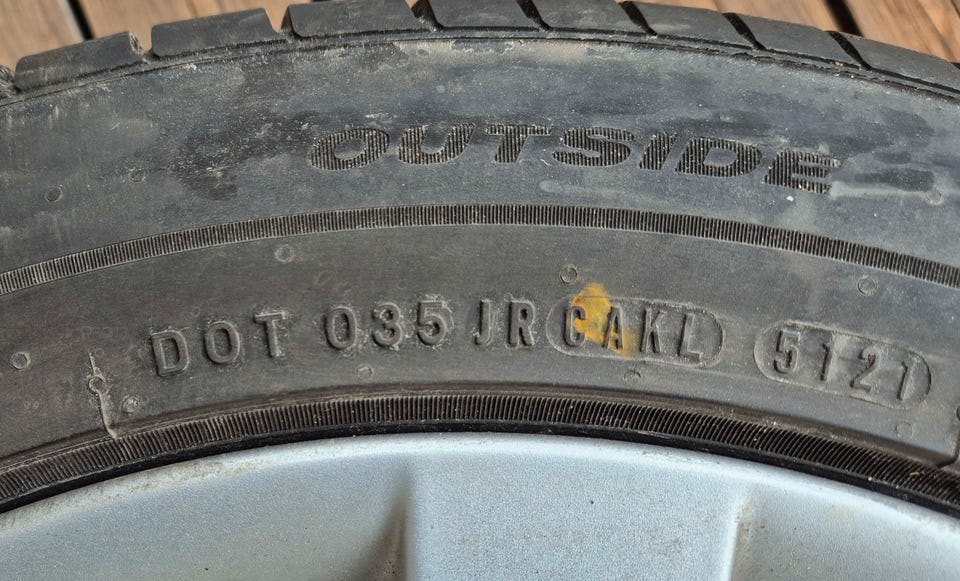 OUTSIDE
DOT 035 JR CAKL 5121